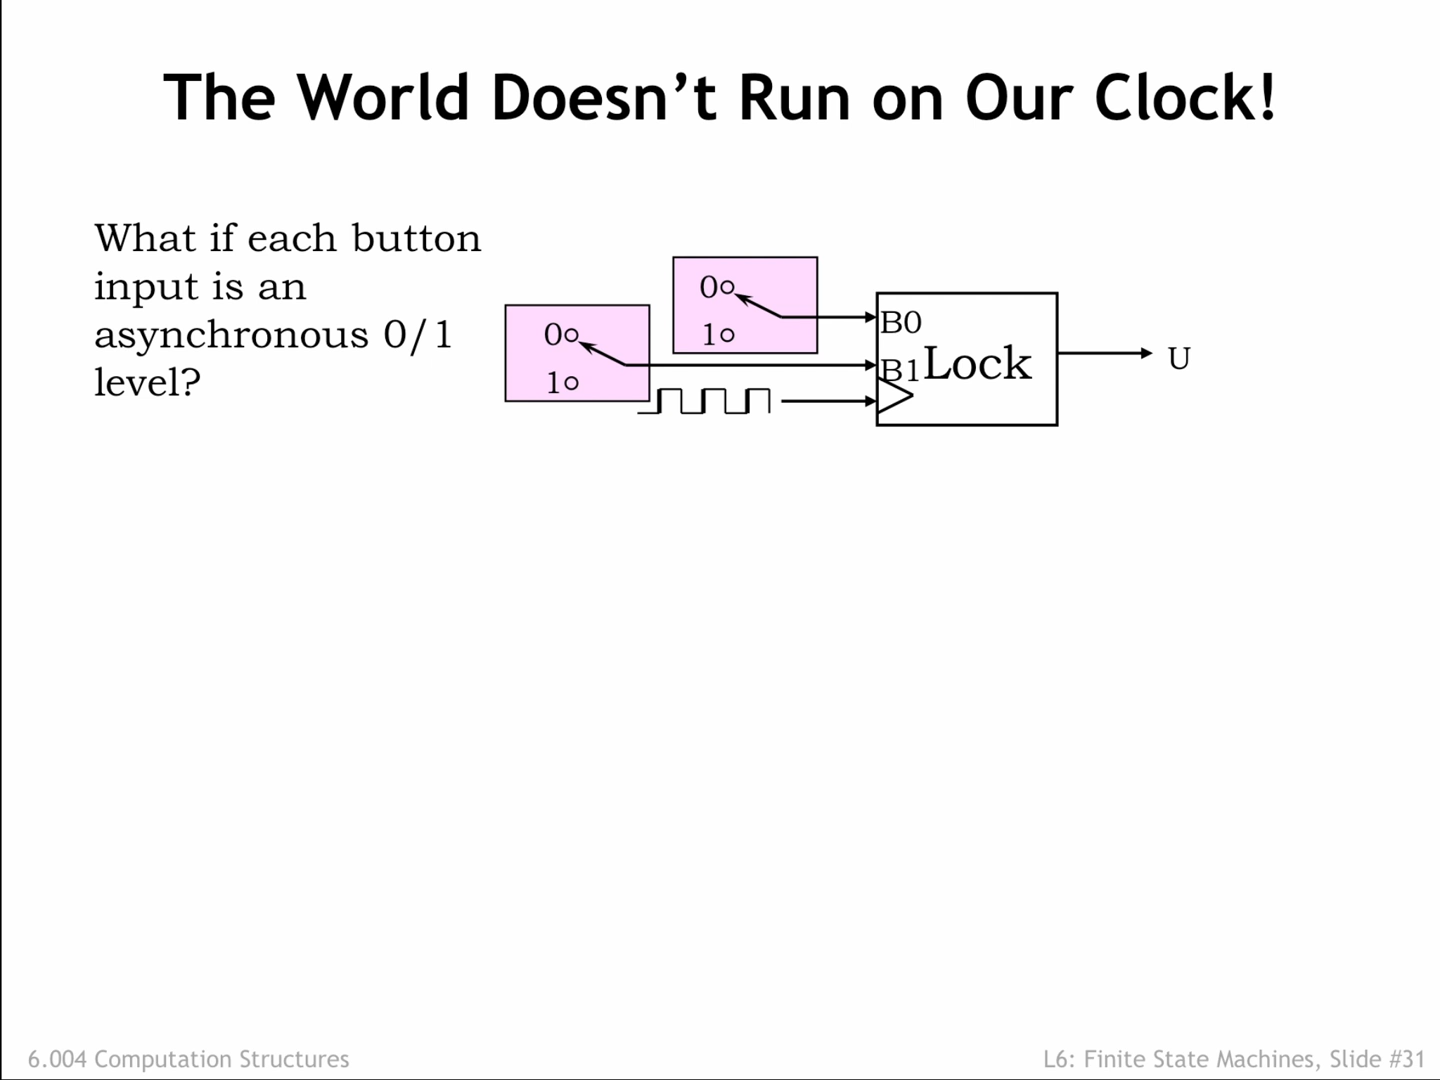 The World Doesn’t Run on Our Clock!
What if each button
input is an
asynchronous 0/1
level?
0
1
0
1
B0
B1
Lock
U
6.004 Computation Structures
L6: Finite State Machines, Slide #31